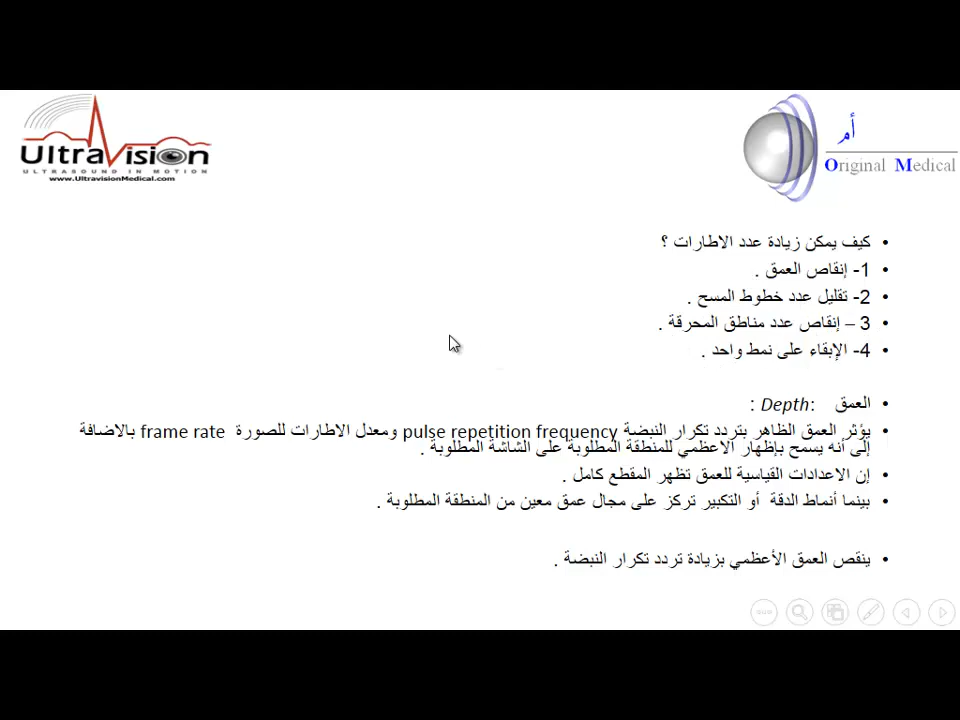 UltraVision
ULTRASOUND IN MOTION
www.UltravisionMedical.com
أم
Original Medical
• كيف يمكن زيادة عدد الاطارات ؟
• 1- إنقاص العمق .
• 2- تقليل عدد خطوط المسح .
• 3 – إنقاص عدد مناطق المحرقة .
• 4- الإبقاء على نمط واحد .
• العمق Depth: :
• يؤثر العمق الظاهر بتردد تكرار النبضة pulse repetition frequency ومعدل الاطارات للصورة frame rate بالاضافة
إلى أنه يسمح بإظهار الاعظمي للمنطقة المطلوبة على الشاشة المطلوبة .
• إن الاعدادات القياسية للعمق تظهر المقطع كامل .
• بينما أنماط الدقة أو التكبير تركز على مجال عمق معين من المنطقة المطلوبة .
• ينقص العمق الأعظمي بزيادة تردد تكرار النبضة .